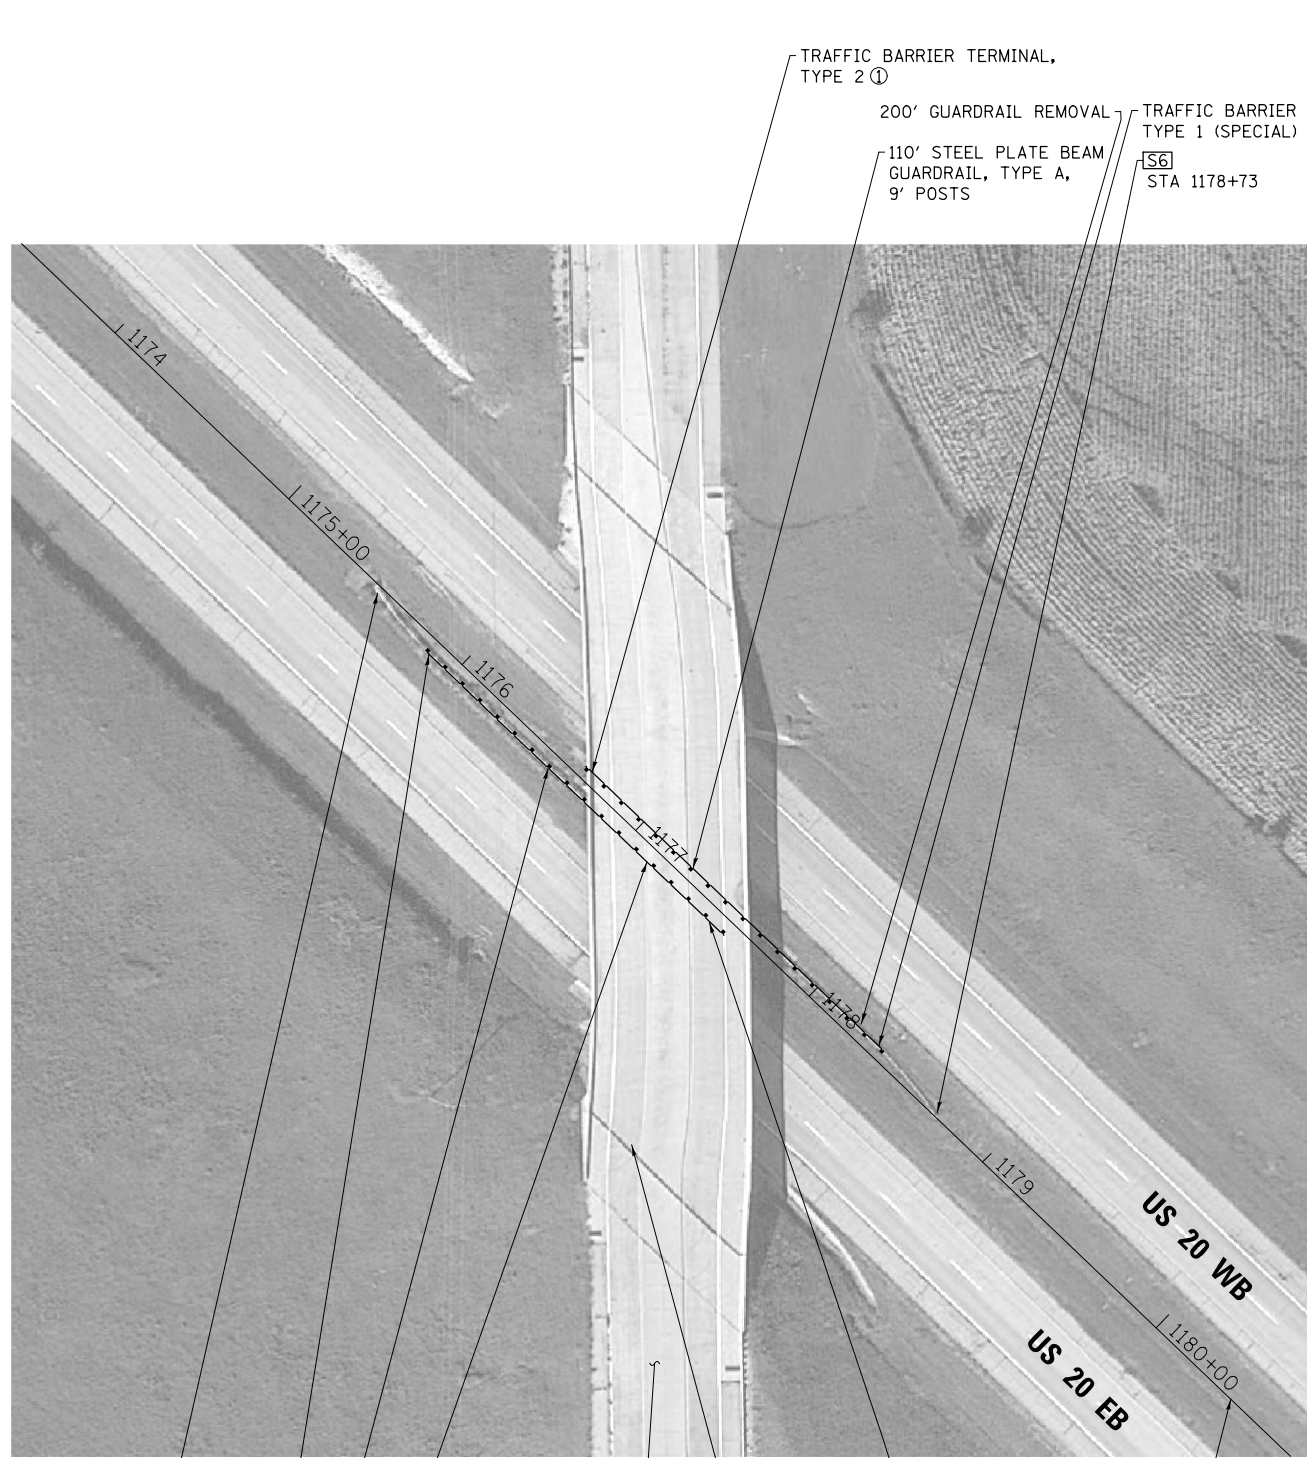 TRAFFIC BARRIER TERMINAL,
TYPE 2 ①
200' GUARDRAIL REMOVAL
TRAFFIC BARRIER
TYPE 1 (SPECIAL)
110' STEEL PLATE BEAM
GUARDRAIL, TYPE A,
9' POSTS
S6
STA 1178+73
1174
1175+00
1176
1177
1178
1179
1180+00
US 20 WB
US 20 EB